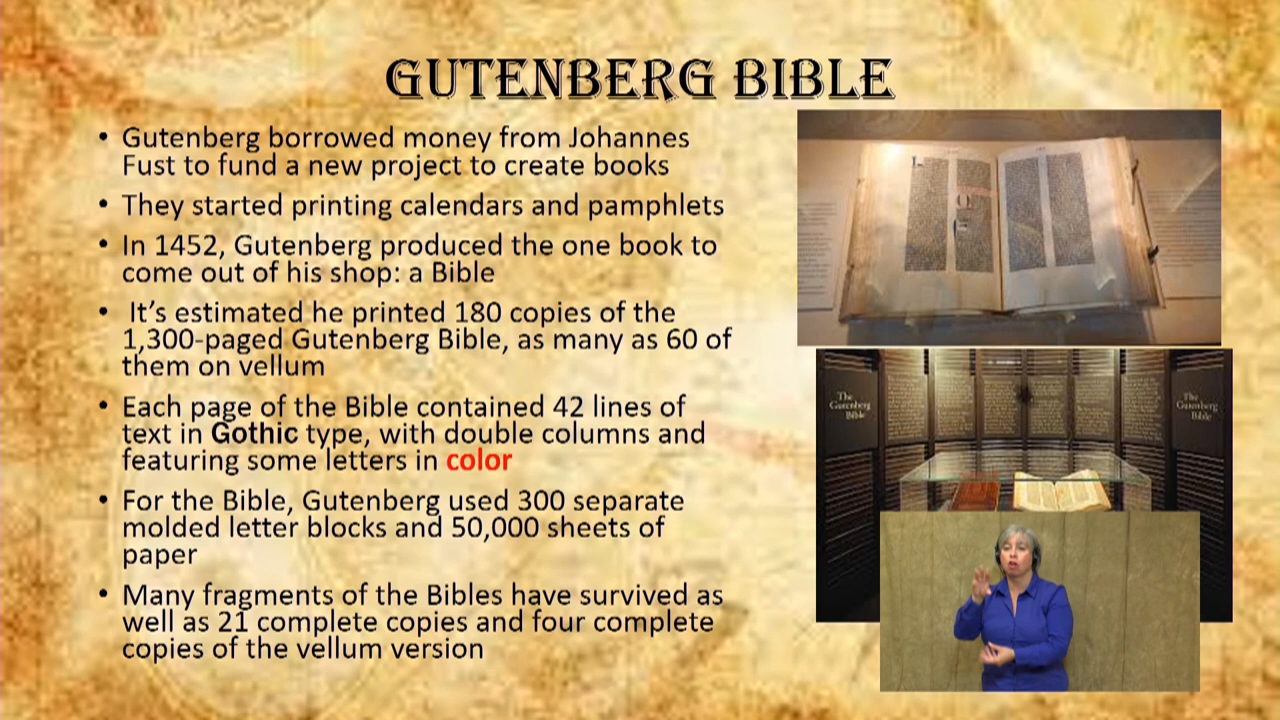 GUTENBERG BIBLE
• Gutenberg borrowed money from Johannes
Fust to fund a new project to create books
• They started printing calendars and pamphlets
• In 1452, Gutenberg produced the one book to
come out of his shop: a Bible
• It’s estimated he printed 180 copies of the
1,300-paged Gutenberg Bible, as many as 60 of
them on vellum
• Each page of the Bible contained 42 lines of
text in Gothic type, with double columns and
featuring some letters in color
• For the Bible, Gutenberg used 300 separate
molded letter blocks and 50,000 sheets of
paper
• Many fragments of the Bibles have survived as
well as 21 complete copies and four complete
copies of the vellum version
The
Gutenberg
Bible
The
Gutenberg
Bible